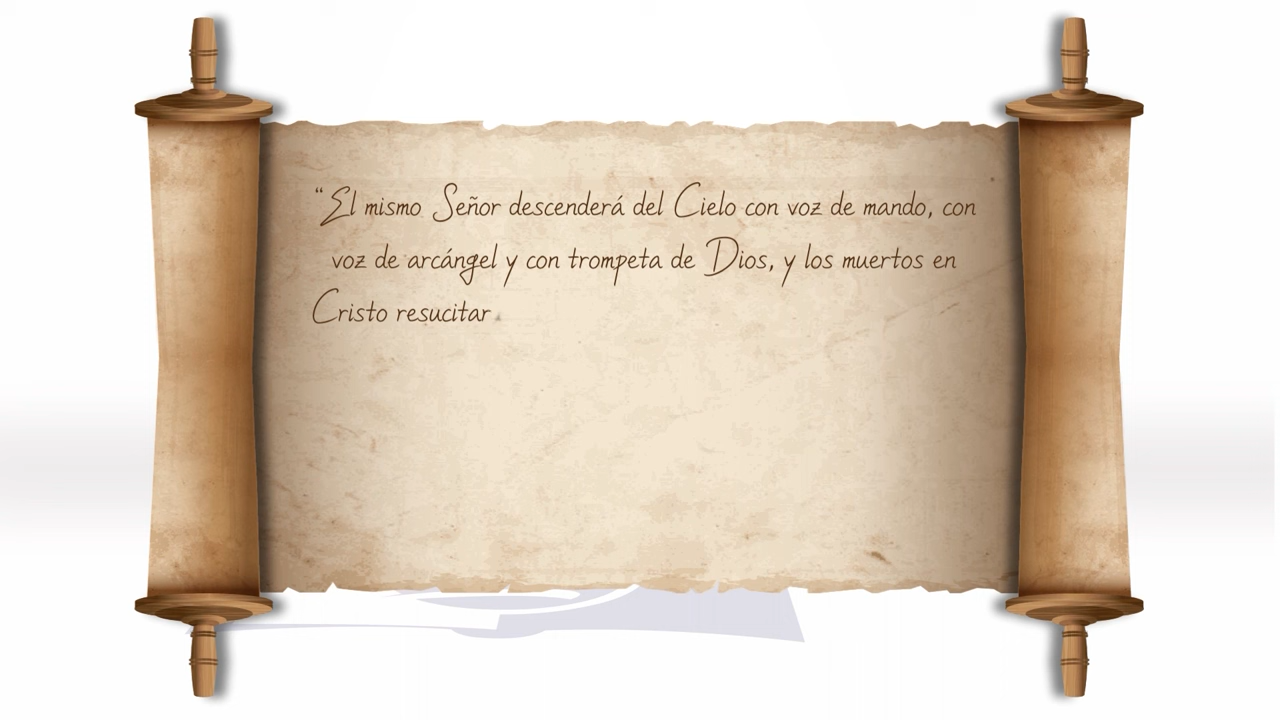 “El mismo Señor descenderá del Cielo con voz de mando, con
voz de arcángel y con trompeta de Dios, y los muertos en
Cristo resucitar